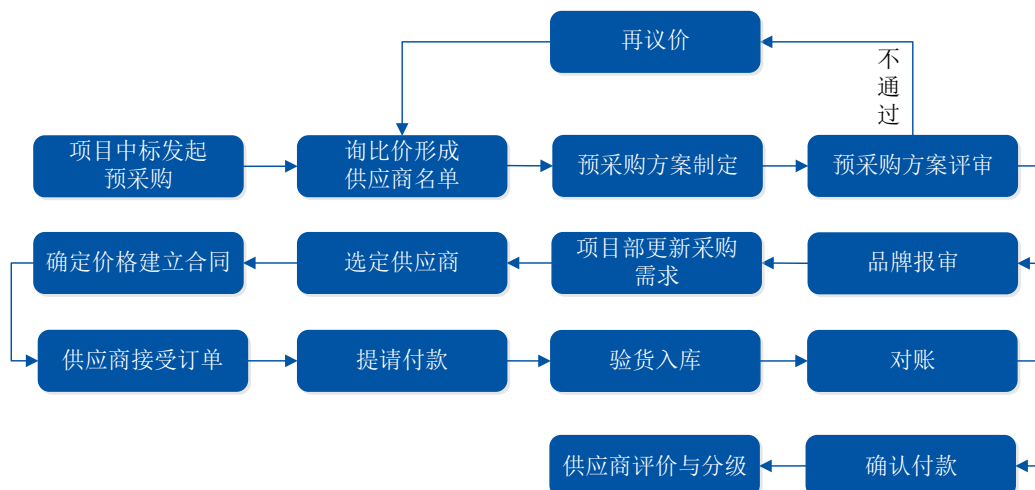 再议价
不
通
过
项目中标发起
预采购
询比价形成
供应商名单
预采购方案制定
预采购方案评审
确定价格建立合同
选定供应商
项目部更新采购
需求
品牌报审
供应商接受订单
提请付款
验货入库
对账
供应商评价与分级
确认付款